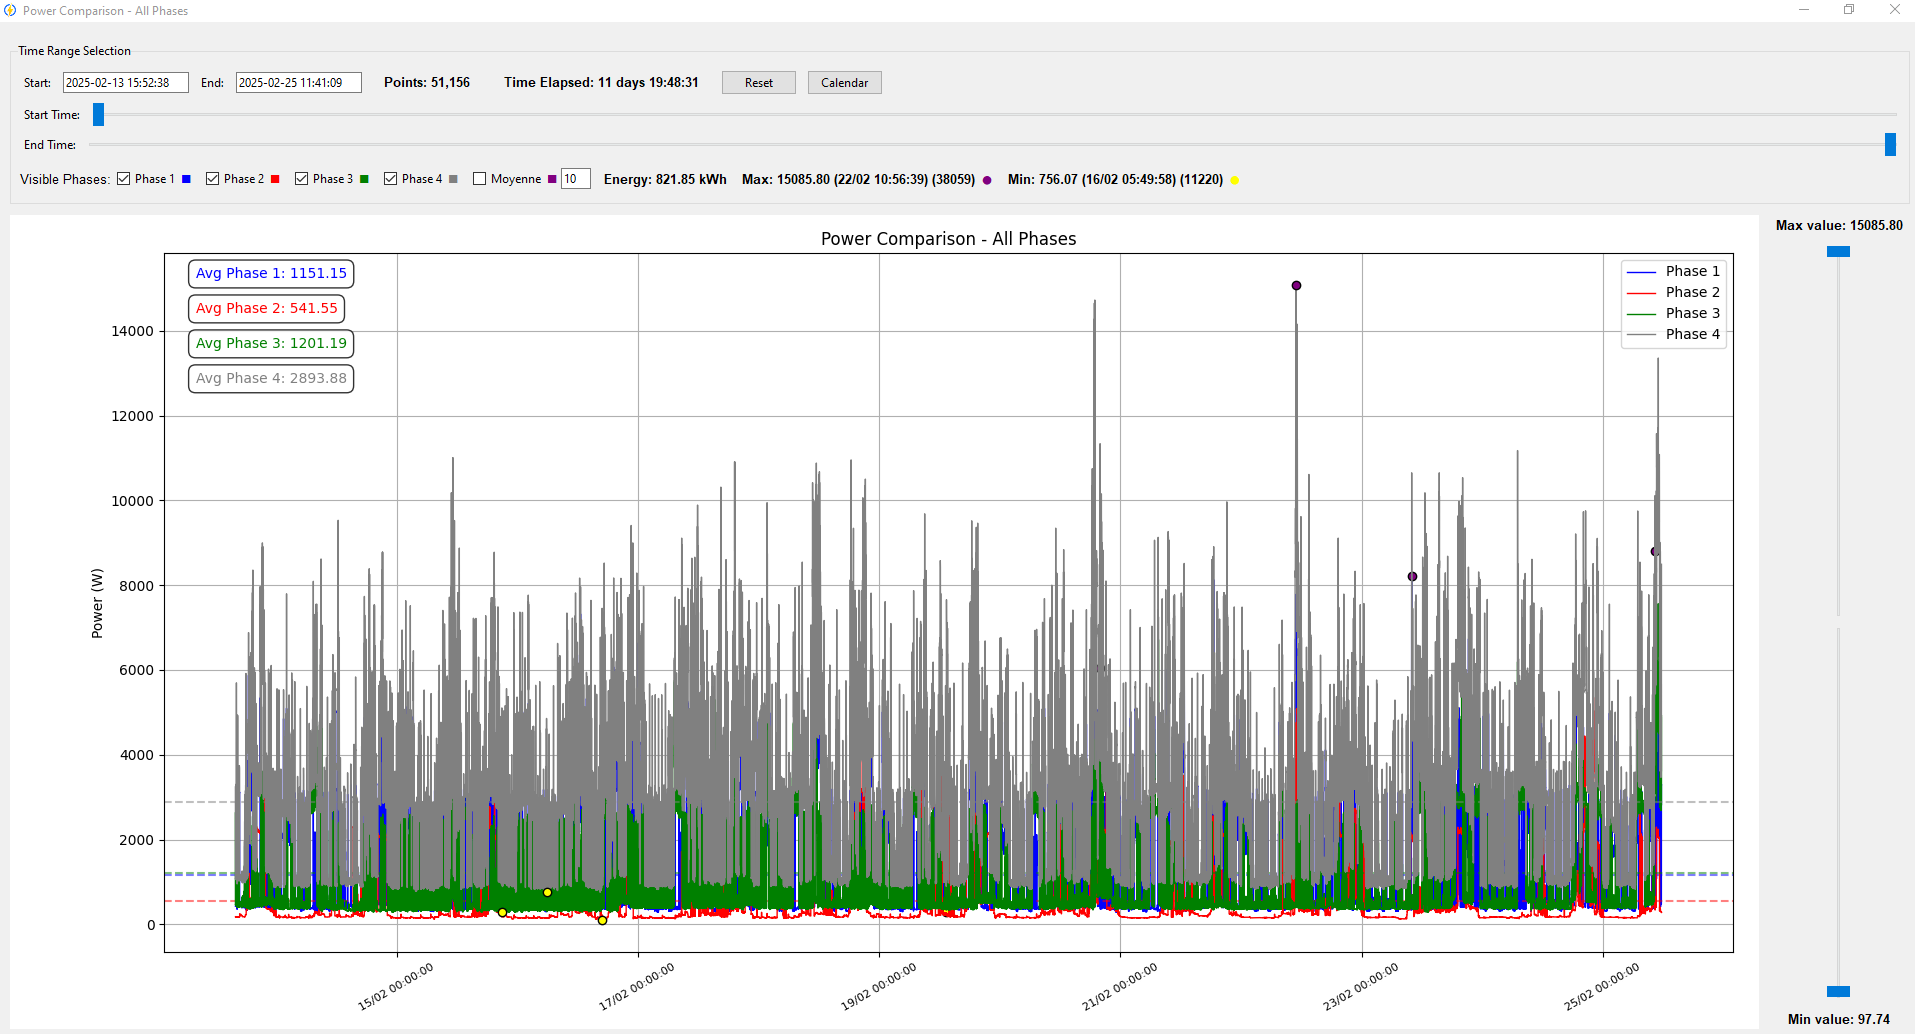 Power Comparison - All Phases
Time Range Selection
Start: 2025-02-13 15:52:38 End: 2025-02-25 11:41:09 Points: 51,156 Time Elapsed: 11 days 19:48:31 Reset Calendar
Start Time:
End Time:
Visible Phases: Phase 1 Phase 2 Phase 3 Phase 4 Moyenne 10 Energy: 821.85 kWh Max: 15085.80 (22/02 10:56:39) (38059) Min: 756.07 (16/02 05:49:58) (11220)
Max value: 15085.80
Power Comparison - All Phases
Avg Phase 1: 1151.15
Avg Phase 2: 541.55
Avg Phase 3: 1201.19
Avg Phase 4: 2893.88
Phase 1
Phase 2
Phase 3
Phase 4
14000
12000
10000
8000
6000
4000
2000
0
Power (W)
15/02 00:00:00
17/02 00:00:00
19/02 00:00:00
21/02 00:00:00
23/02 00:00:00
25/02 00:00:00
Min value: 97.74